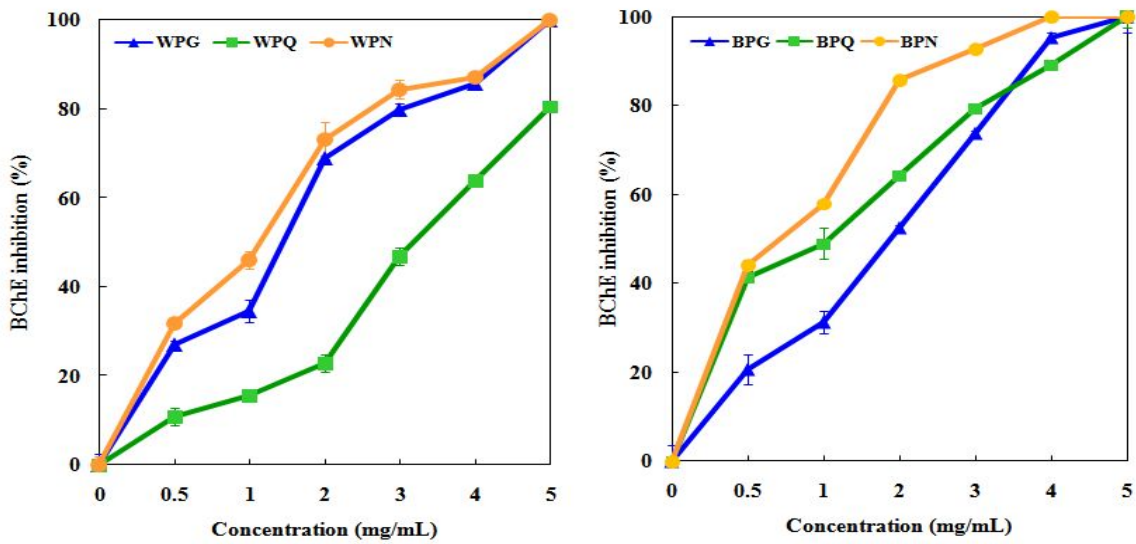 WPG WPQ WPN
BChE inhibition (%)
100
80
60
40
20
0
0 0.5 1 2 3 4 5
Concentration (mg/mL)
BPG BPQ BPN
BChE inhibition (%)
100
80
60
40
20
0
0 0.5 1 2 3 4 5
Concentration (mg/mL)